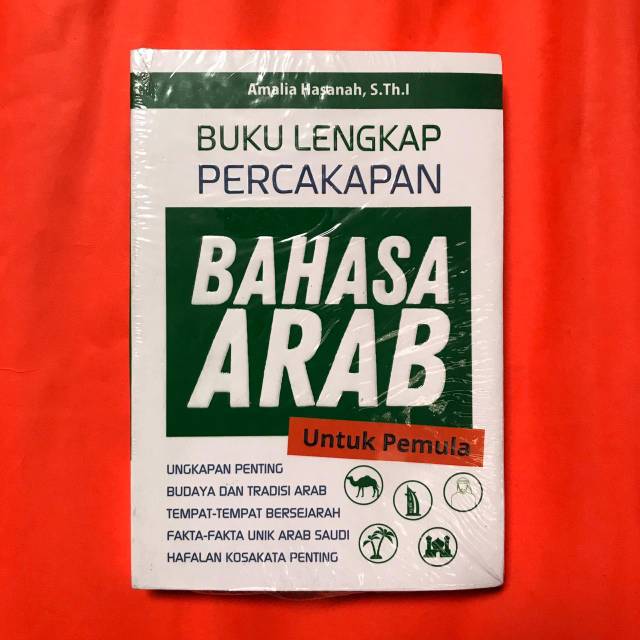 Amalia Hasanah, S.Th.I
BUKU LENGKAP
PERCAKAPAN
BAHASA
ARAB
Untuk Pemula
UNGKAPAN PENTING
BUDAYA DAN TRADISI ARAB
TEMPAT-TEMPAT BERSEJARAH
FAKTA-FAKTA UNIK ARAB SAUDI
HAFALAN KOSAKATA PENTING